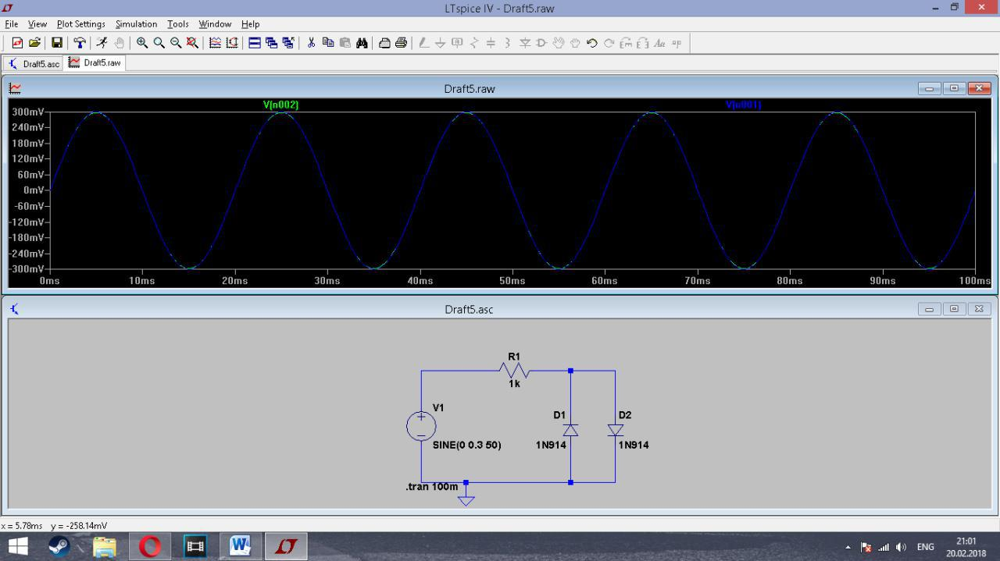 LTspice IV - Draft5.raw
File View Plot Settings Simulation Tools Window Help
Draft5.asc Draft5.raw
Draft5.raw
V(n002) V(n001)
300mV
240mV
180mV
120mV
60mV
0mV
-60mV
-120mV
-180mV
-240mV
-300mV
0ms 10ms 20ms 30ms 40ms 50ms 60ms 70ms 80ms 90ms 100ms
Draft5.asc
R1
1k
V1
D1 D2
SINE(0 0.3 50) 1N914 1N914
.tran 100m
x = 5.78ms y = -258.14mV
ENG
21:01
20.02.2018